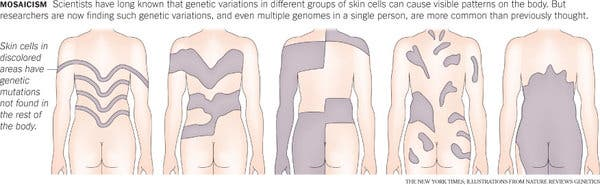 MOSAICISM Scientists have long known that genetic variations in different groups of skin cells can cause visible patterns on the body. But
researchers are now finding such genetic variations, and even multiple genomes in a single person, are more common than previously thought.
Skin cells in
discolored
areas have
genetic
mutations
not found in
the rest of
the body.
THE NEW YORK TIMES; ILLUSTRATIONS FROM NATURE REVIEWS GENETICS